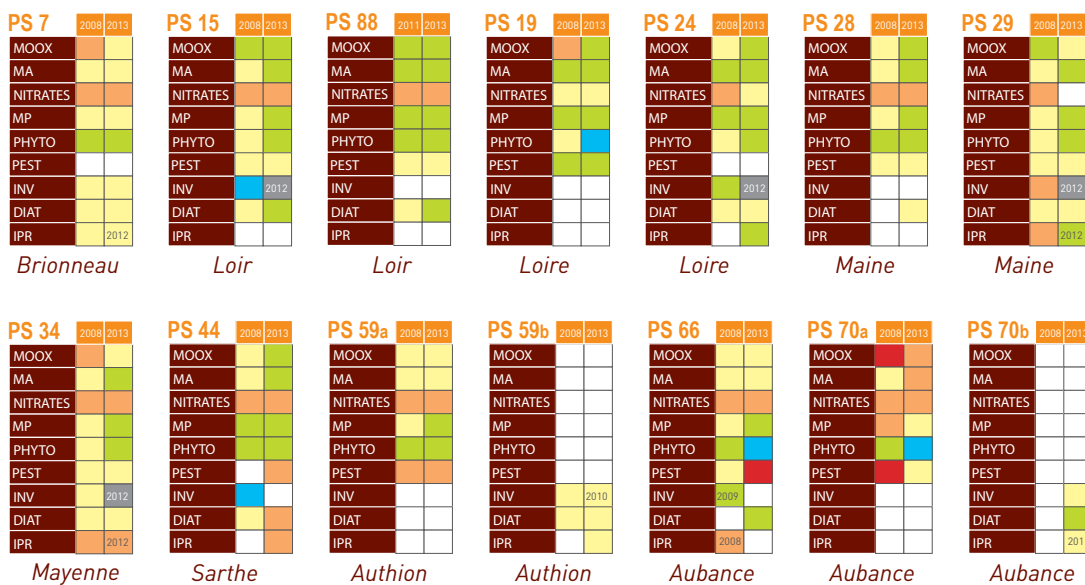 PS 7 2008 2013
MOOX
MA
NITRATES
MP
PHYTO
PEST
INV
DIAT
IPR 2012
Brionneau
PS 15 2008 2013
MOOX
MA
NITRATES
MP
PHYTO
PEST
INV 2012
DIAT
IPR
Loir
PS 88 2011 2013
MOOX
MA
NITRATES
MP
PHYTO
PEST
INV
DIAT
IPR
Loir
PS 19 2008 2013
MOOX
MA
NITRATES
MP
PHYTO
PEST
INV
DIAT
IPR
Loire
PS 24 2008 2013
MOOX
MA
NITRATES
MP
PHYTO
PEST
INV 2012
DIAT
IPR
Loire
PS 28 2008 2013
MOOX
MA
NITRATES
MP
PHYTO
PEST
INV
DIAT
IPR
Maine
PS 29 2008 2013
MOOX
MA
NITRATES
MP
PHYTO
PEST
INV 2012
DIAT
IPR 2012
Maine
PS 34 2008 2013
MOOX
MA
NITRATES
MP
PHYTO
PEST
INV 2012
DIAT
IPR 2012
Mayenne
PS 44 2008 2013
MOOX
MA
NITRATES
MP
PHYTO
PEST
INV
DIAT
IPR
Sarthe
PS 59a 2008 2013
MOOX
MA
NITRATES
MP
PHYTO
PEST
INV
DIAT
IPR
Authion
PS 59b 2008 2013
MOOX
MA
NITRATES
MP
PHYTO
PEST
INV 2010
DIAT
IPR
Authion
PS 66 2008 2013
MOOX
MA
NITRATES
MP
PHYTO
PEST
INV 2009
DIAT
IPR 2008
Aubance
PS 70a 2008 2013
MOOX
MA
NITRATES
MP
PHYTO
PEST
INV
DIAT
IPR
Aubance
PS 70b 2008
MOOX
MA
NITRATES
MP
PHYTO
PEST
INV
DIAT
IPR
Aubance